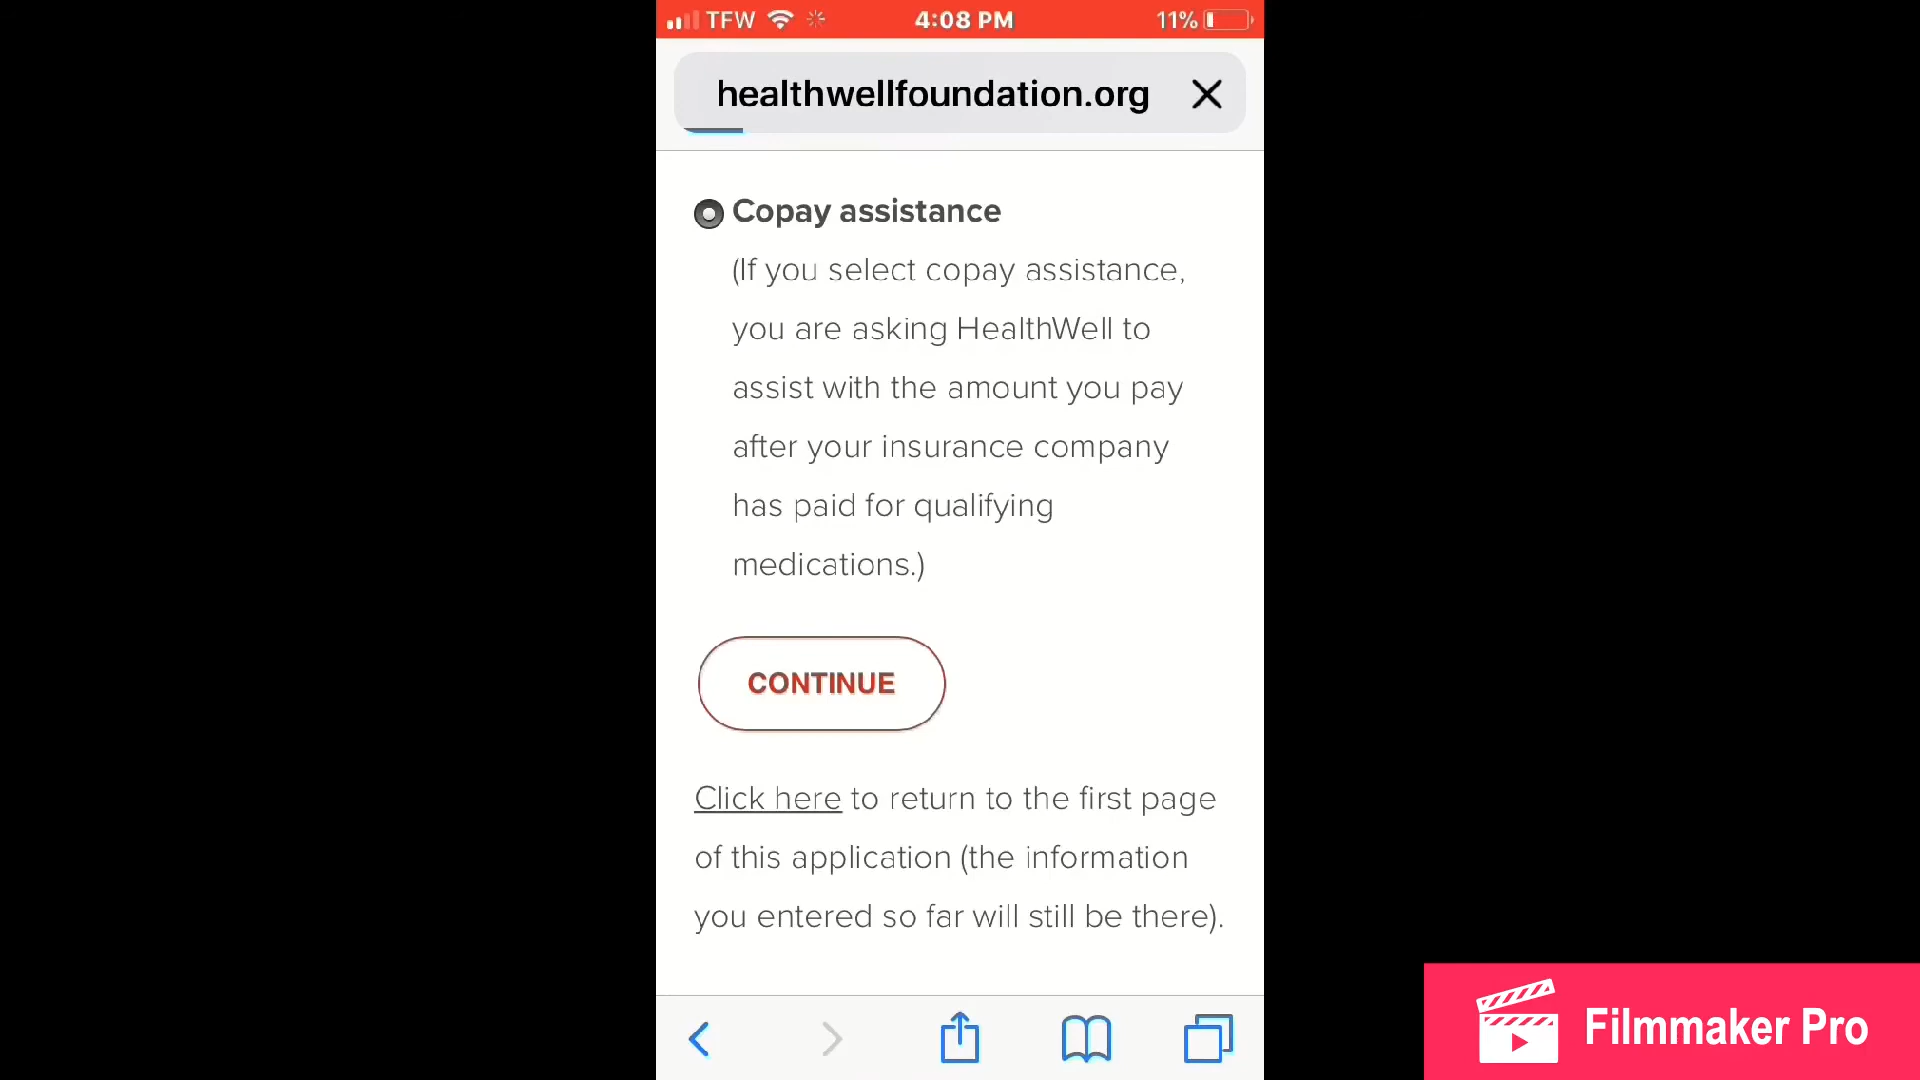 TFW 4:08 PM 11%
healthwellfoundation.org
Copay assistance
(If you select copay assistance,
you are asking HealthWell to
assist with the amount you pay
after your insurance company
has paid for qualifying
medications.)
CONTINUE
Click here to return to the first page
of this application (the information
you entered so far will still be there).
Filmmaker Pro